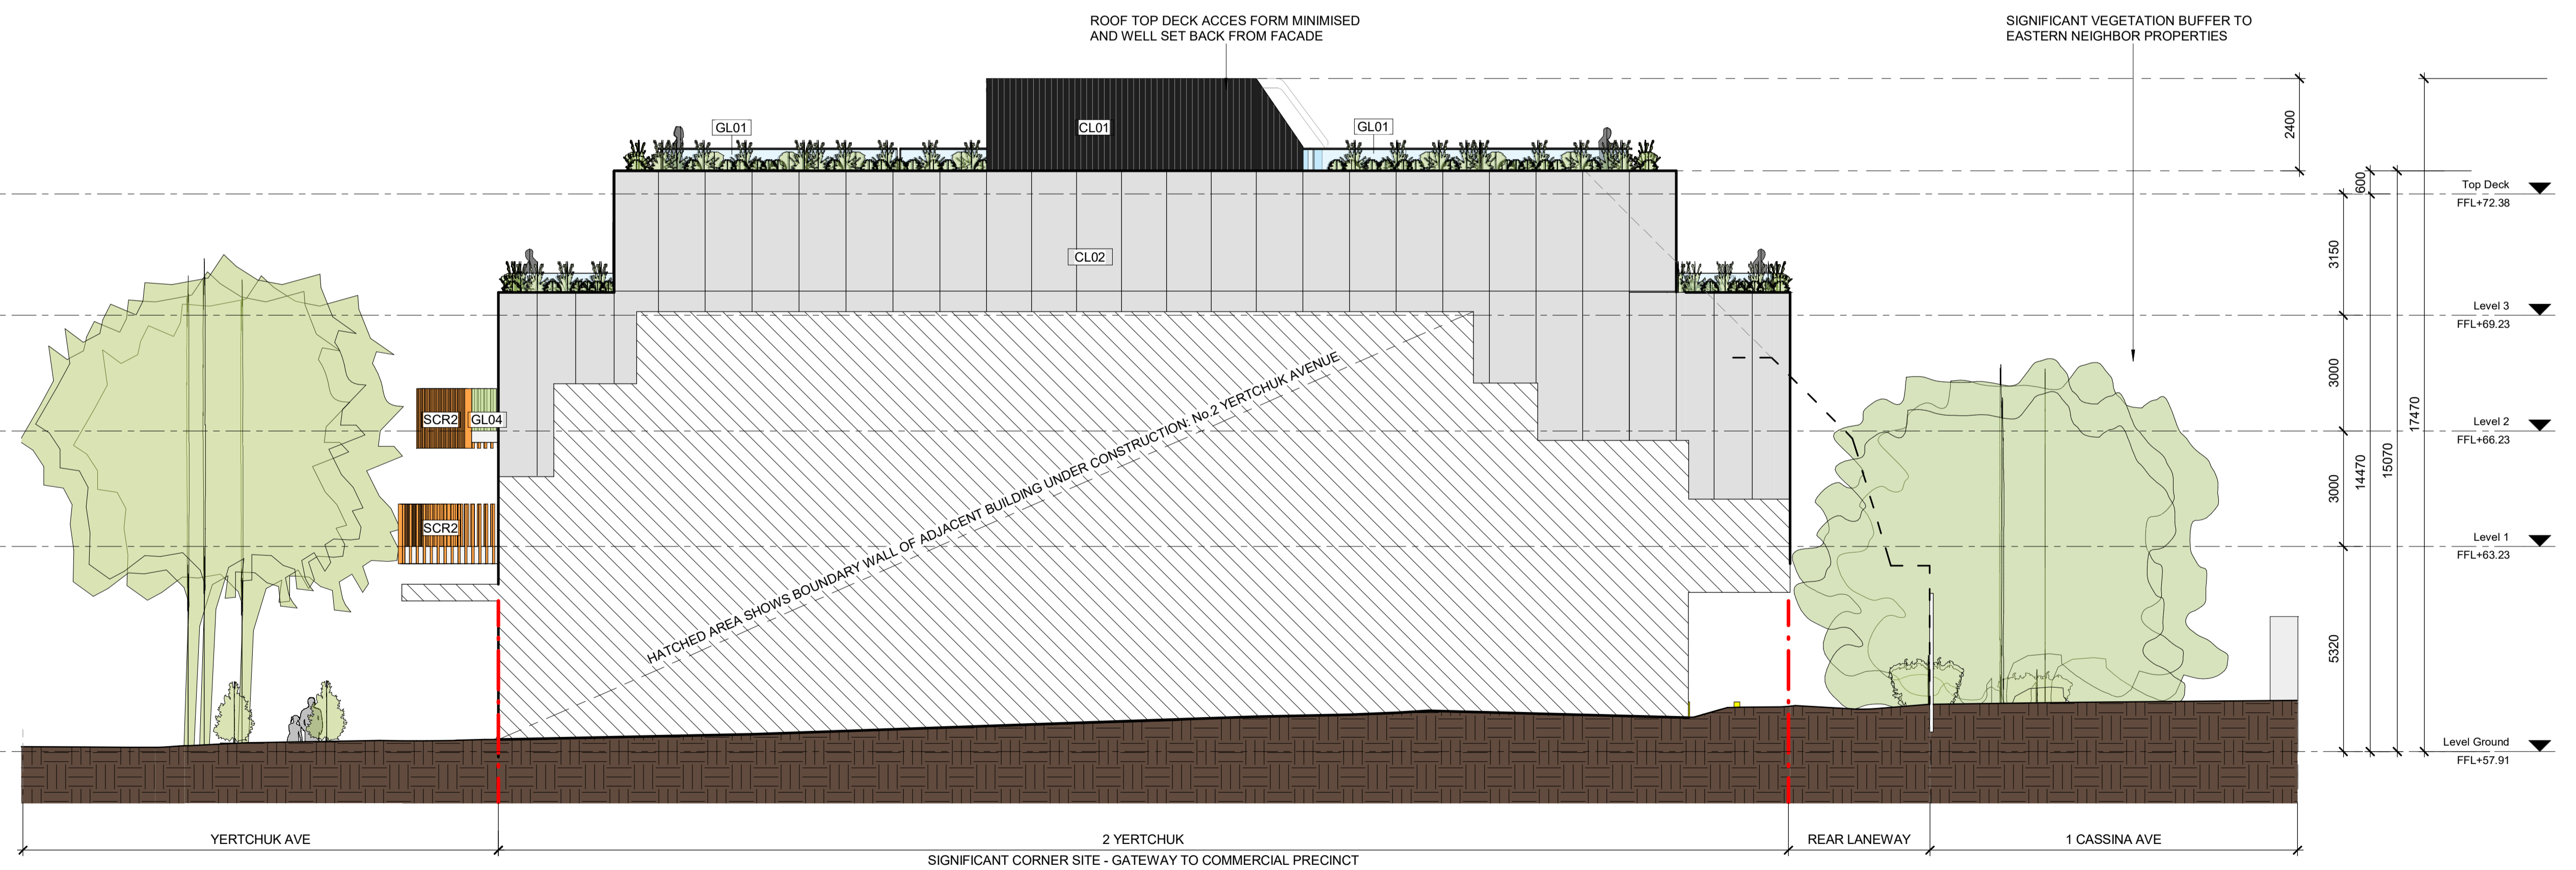 ROOF TOP DECK ACCES FORM MINIMISED
AND WELL SET BACK FROM FACADE
SIGNIFICANT VEGETATION BUFFER TO
EASTERN NEIGHBOR PROPERTIES
GL01
CL01
GL01
CL02
SCR2
GL04
SCR2
HATCHED AREA SHOWS BOUNDARY WALL OF ADJACENT BUILDING UNDER CONSTRUCTION: No.2 YERTCHUK AVENUE
2400
600
3150
3000
3000
5320
14470
15070
17470
Top Deck
FFL+72.38
Level 3
FFL+69.23
Level 2
FFL+66.23
Level 1
FFL+63.23
Level Ground
FFL+57.91
YERTCHUK AVE
2 YERTCHUK
REAR LANEWAY
1 CASSINA AVE
SIGNIFICANT CORNER SITE - GATEWAY TO COMMERCIAL PRECINCT